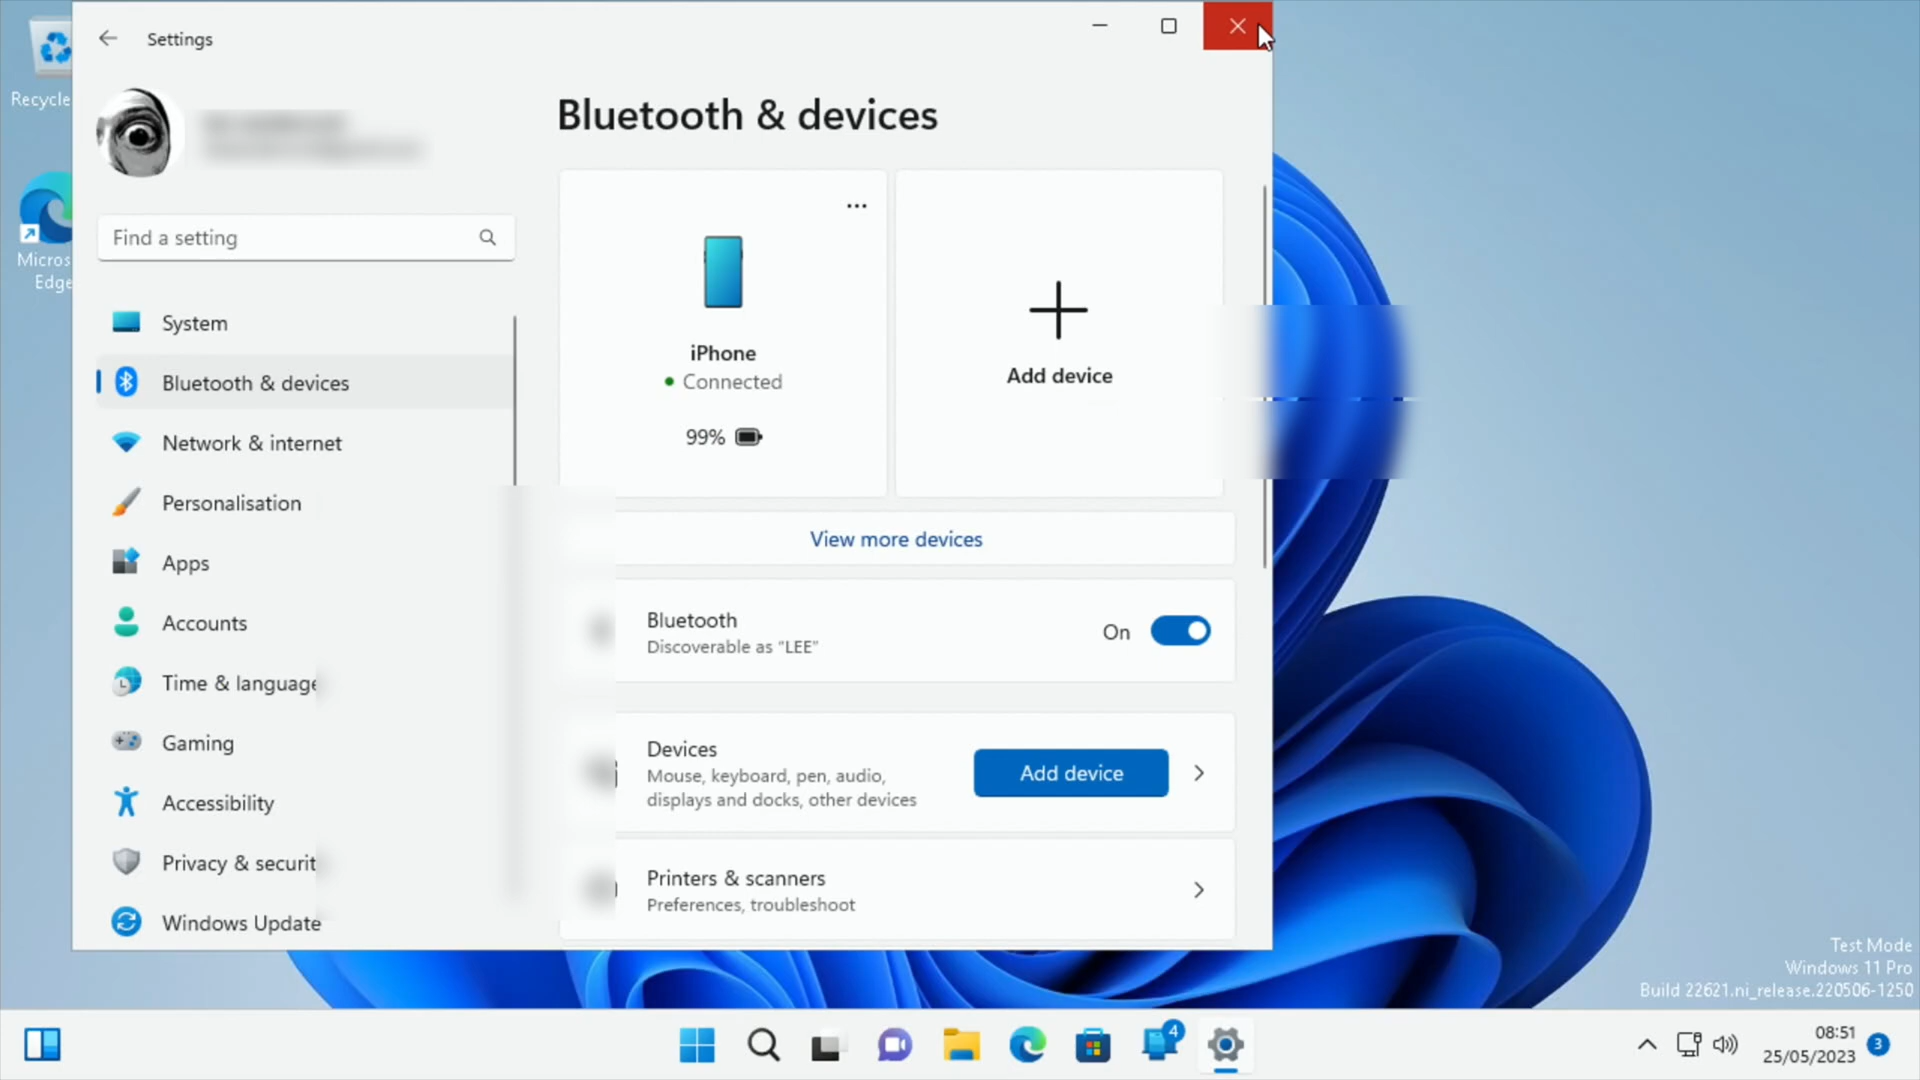 Settings
Recycle
Micros
Edge
Find a setting
System
Bluetooth & devices
Network & internet
Personalisation
Apps
Accounts
Time & language
Gaming
Accessibility
Privacy & securit
Windows Update
Bluetooth & devices
iPhone
Connected
99%
Add device
View more devices
Bluetooth
Discoverable as "LEE"
On
Devices
Mouse, keyboard, pen, audio,
displays and docks, other devices
Add device
Printers & scanners
Preferences, troubleshoot
Test Mode
Windows 11 Pro
Build 22621.ni_release.220506-1250
4
08:51
25/05/2023
3